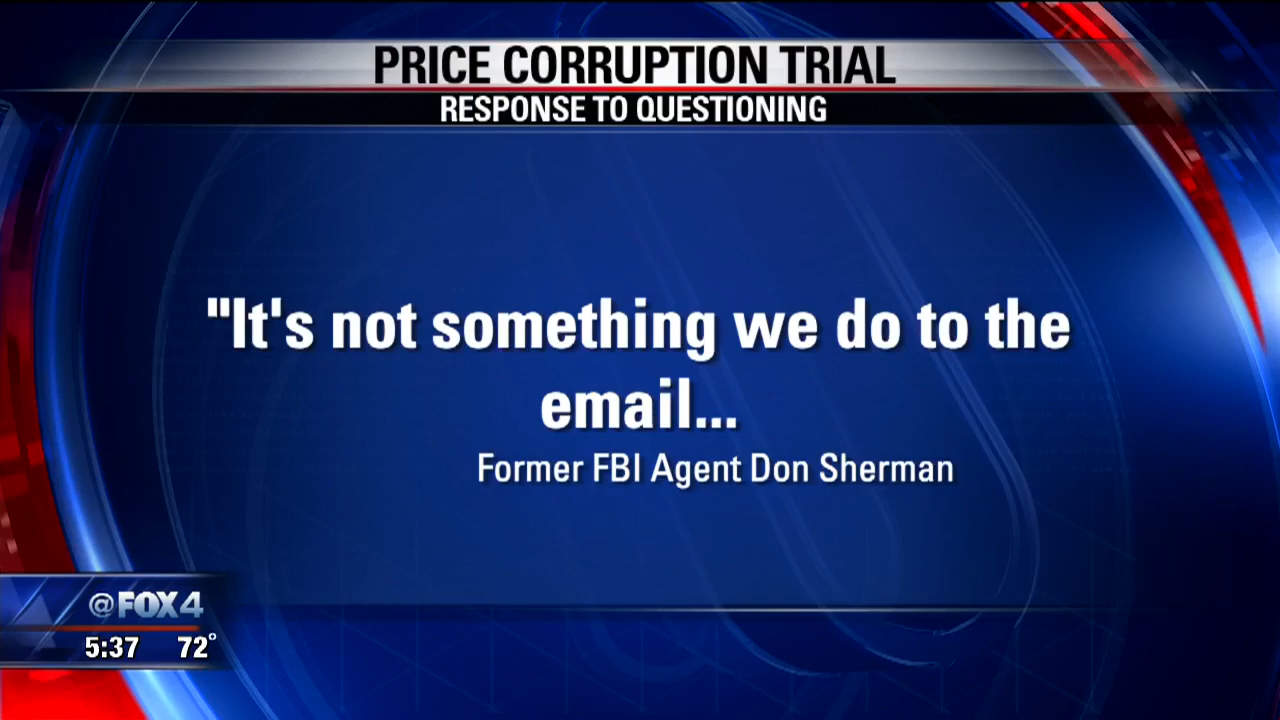 PRICE CORRUPTION TRIAL
RESPONSE TO QUESTIONING
"It's not something we do to the
email...
Former FBI Agent Don Sherman
@FOX4
5:37 72°